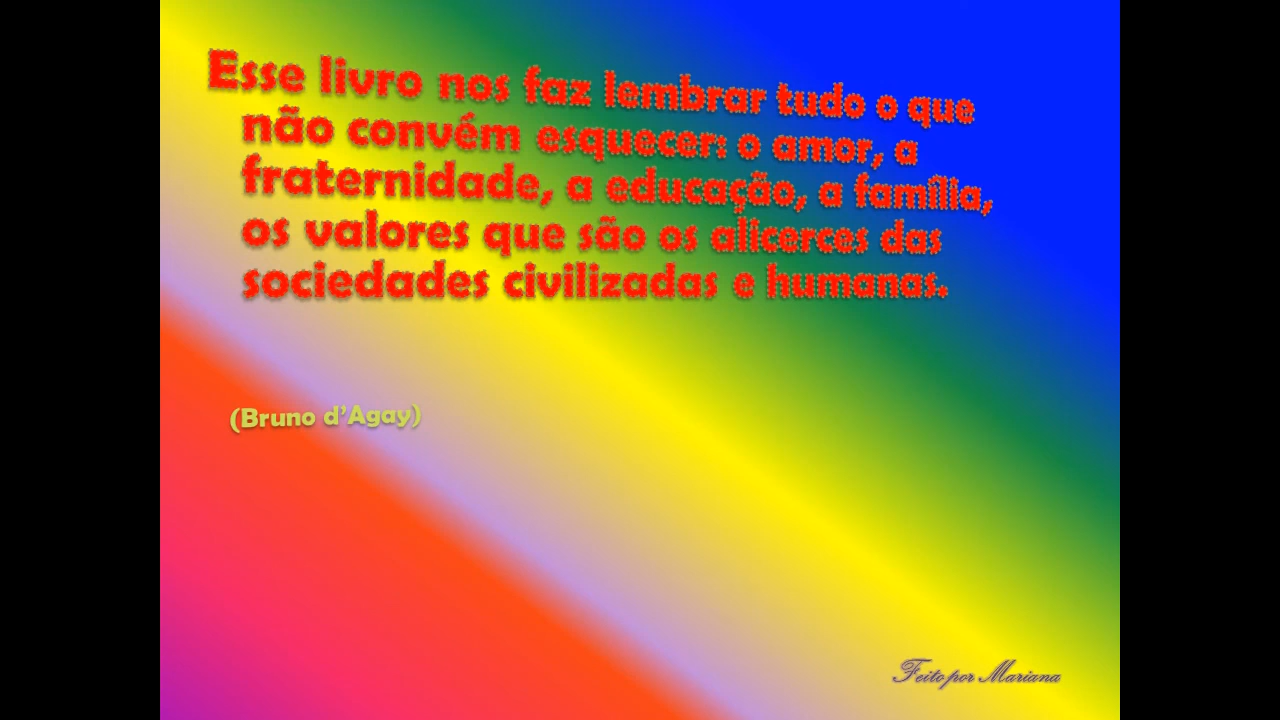 Esse livro nos faz lembrar tudo o que
não convém esquecer: o amor, a
fraternidade, a educação, a família,
os valores que são os alicerces das
sociedades civilizadas e humanas.
(Bruno d’Agay)
Feito por Mariana